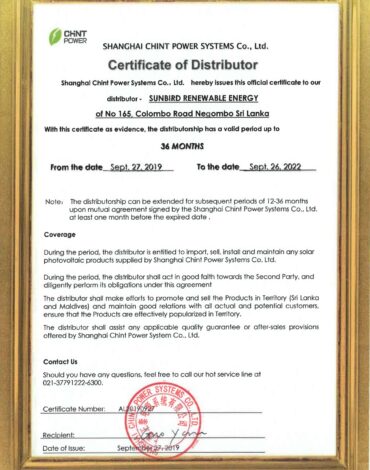 CHNT
POWER
SHANGHAI CHINT POWER SYSTEMS Co., Ltd.
Certificate of Distributor
Shanghai Chint Power Systems Co., Ltd. hereby issues this official certificate to our
distributor - SUNBIRD RENEWABLE ENERGY
of No 165, Colombo Road Negombo Sri Lanka
With this certificate as evidence, the distributorship has a valid period up to
36 MONTHS
From the date Sept. 27, 2019 To the date Sept. 26, 2022
Note: The distributorship can be extended for subsequent periods of 12-36 months
upon mutual agreement signed by the Shanghai Chint Power Systems Co., Ltd.
at least one month before the expired date .
Coverage
During the period, the distributor is entitled to import, sell, install and maintain any solar
photovoltaic products supplied by Shanghai Chint Power Systems Co. Ltd.
During the period, the distributor shall act in good faith towards the Second Party, and
diligently perform its obligations under this agreement
The distributor shall make efforts to promote and sell the Products in Territory (Sri Lanka
and Maldives) and maintain good relations with all actual and potential customers,
ensure that the Products are effectively popularized in Territory.
The distributor shall assist any applicable quality guarantee or after-sales provisions
offered by Shanghai Chint Power System Co., Ltd
Contact Us
Should you have any questions, feel free to call our hot service line at
021-37791222-6300.
Certificate Number:
Recipient:
Date of Issue: September 27, 2019
POWER SYSTEMS CO.